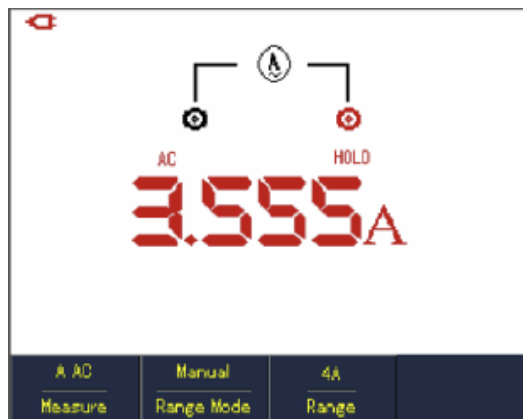 A
AC HOLD
3.555A
A AC Manual 4A
Measure Range Mode Range